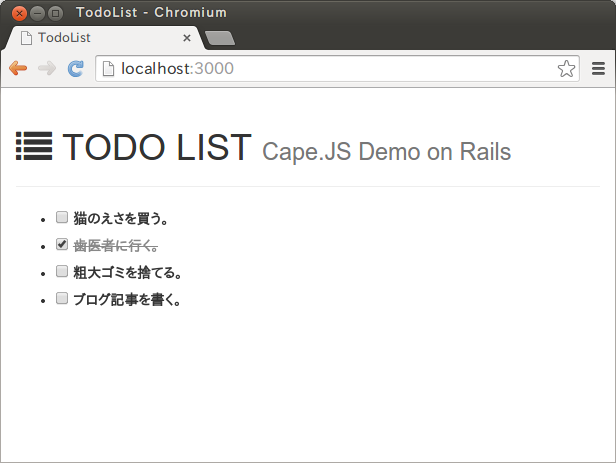 TodoList - Chromium
TodoList
localhost:3000
TODO LIST Cape.JS Demo on Rails
猫のえさを買う。
歯医者に行く。
粗大ゴミを捨てる。
ブログ記事を書く。